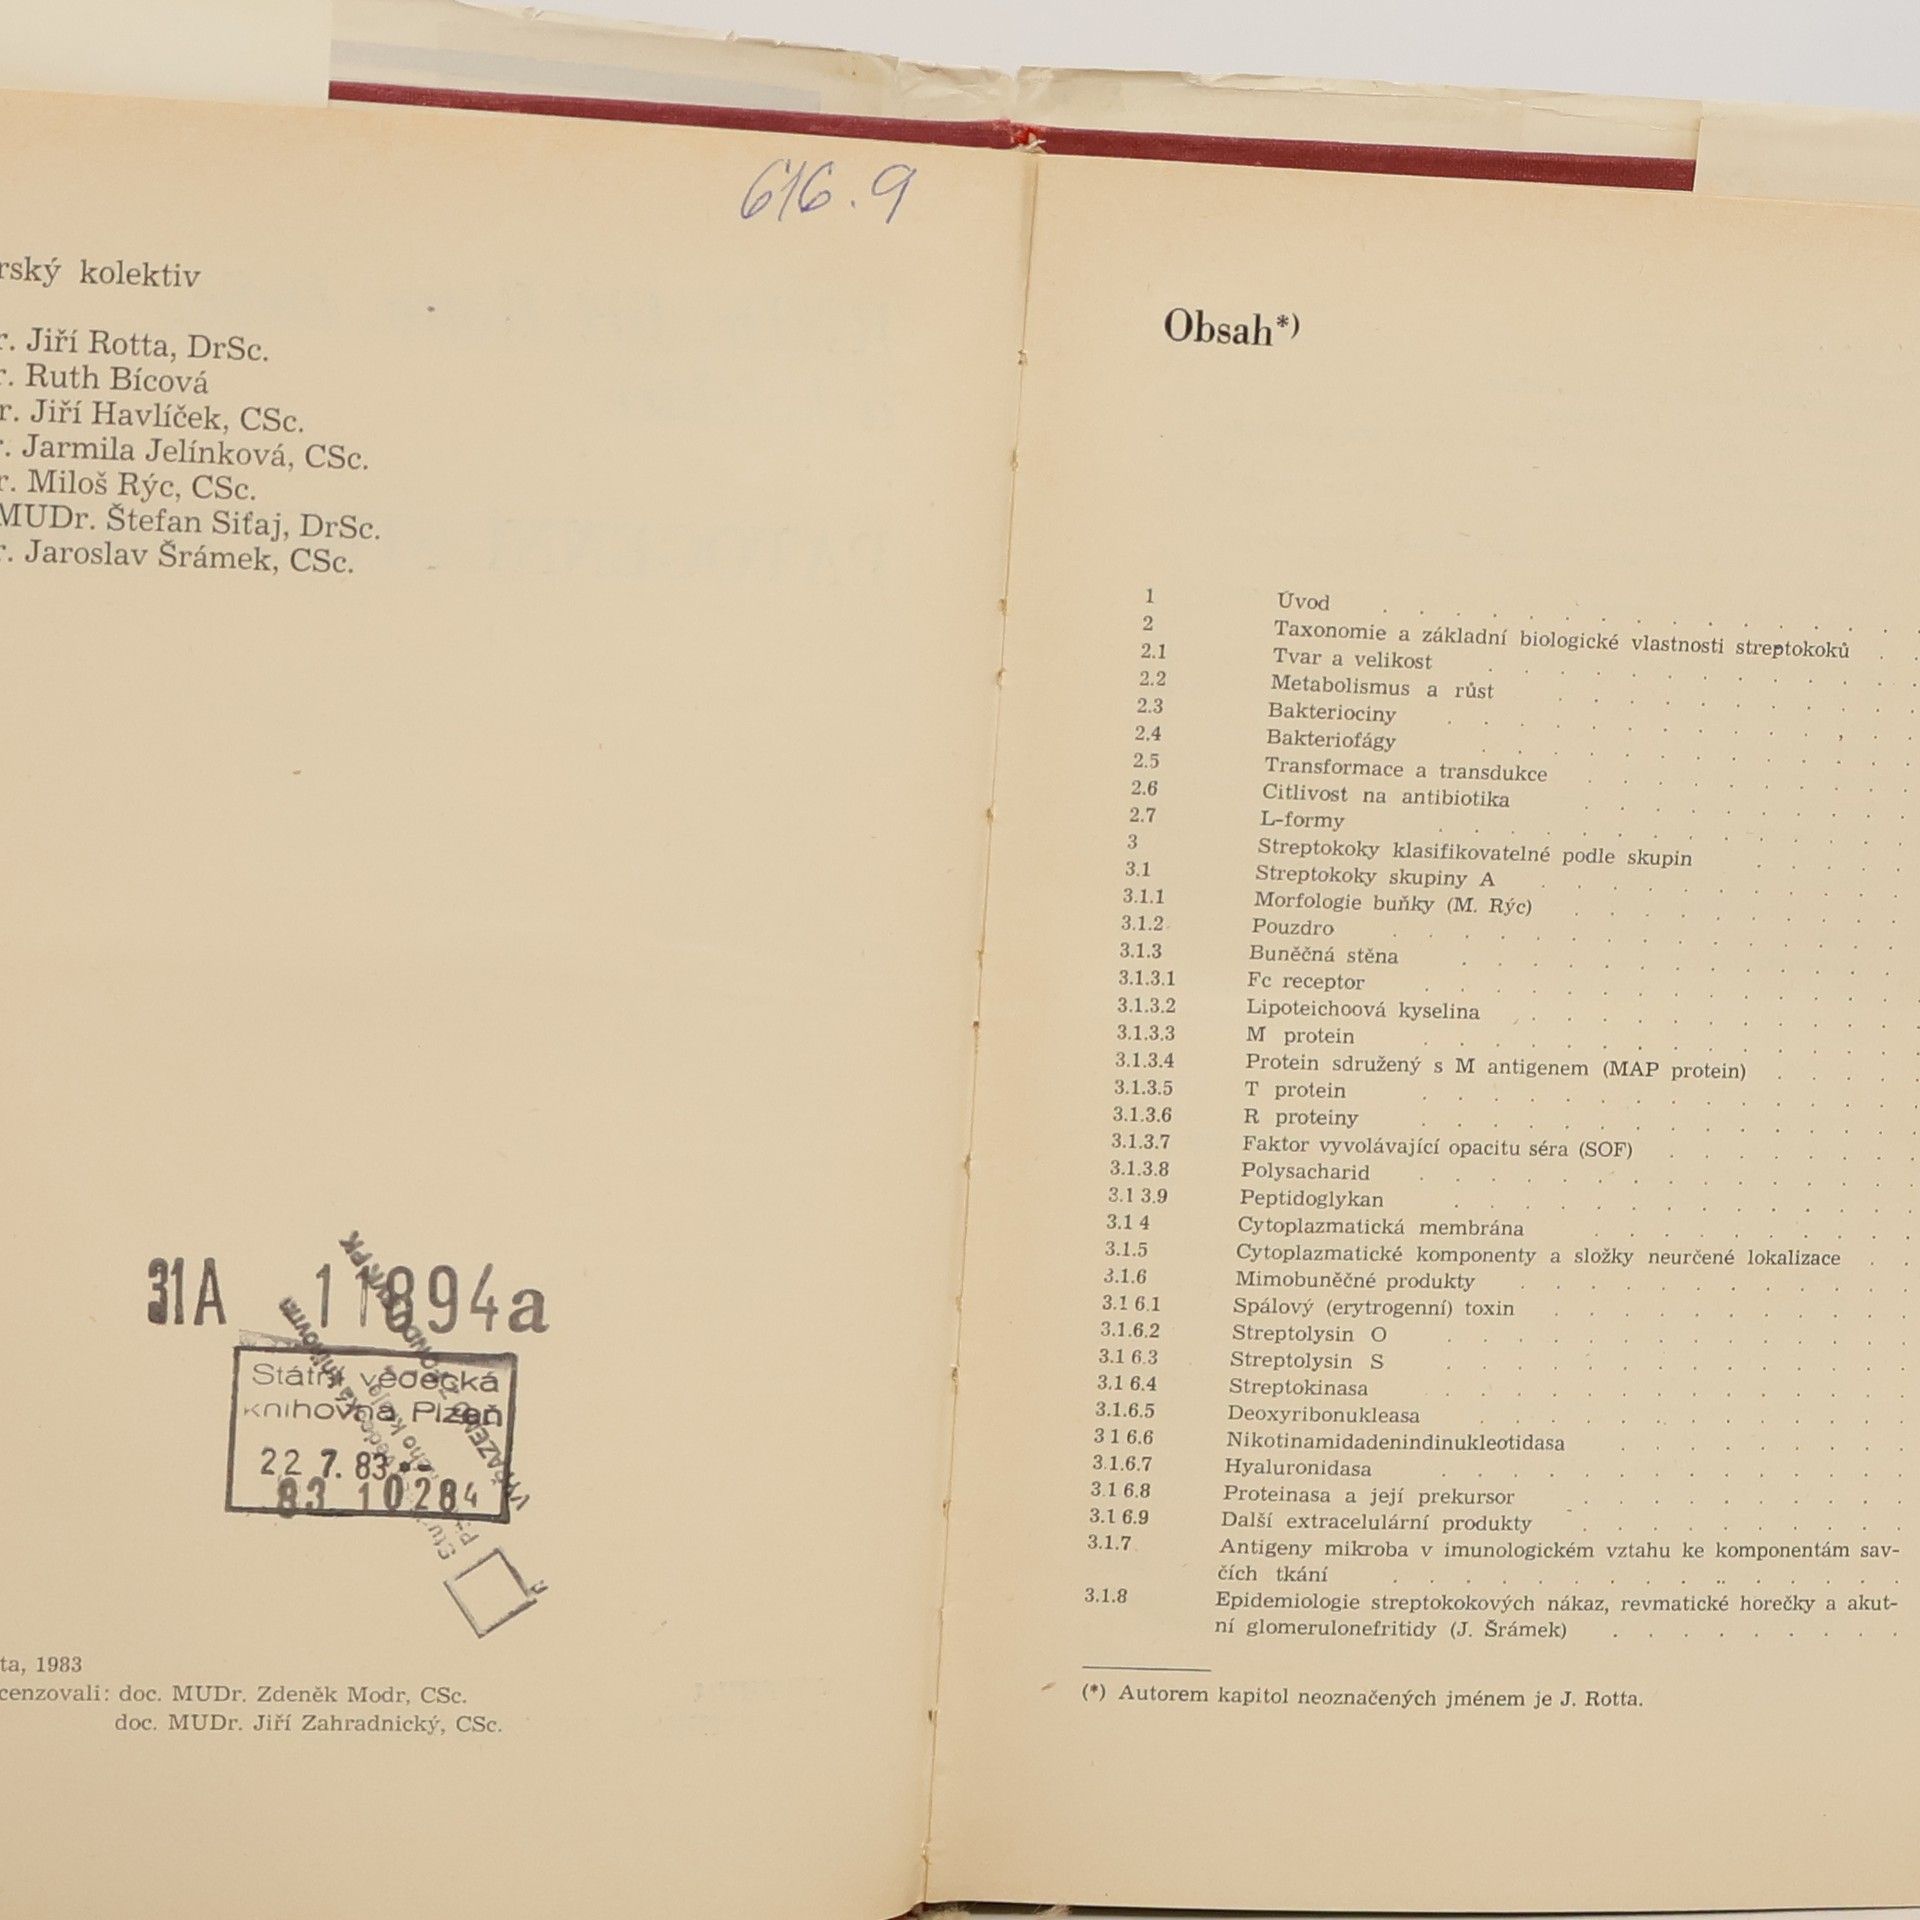 616.9
rský kolektiv
r. Jiří Rotta, DrSc.
r. Ruth Bícová
r. Jiří Havlíček, CSc.
r. Jarmila Jelínková, CSc.
r. Miloš Rýc, CSc.
MUDr. Štefan Siťaj, DrSc.
r. Jaroslav Šrámek, CSc.
31A 11894a
Státní vědecká
knihovna Plzeň
22 7. 83
83 10284
ta, 1983
cenzovali: doc. MUDr. Zdeněk Modr, CSc.
doc. MUDr. Jiří Zahradnický, CSc.
Obsah*)
1 Úvod
2 Taxonomie a základní biologické vlastnosti streptokoků
2.1 Tvar a velikost
2.2 Metabolismus a růst
2.3 Bakteriociny
2.4 Bakteriofágy
2.5 Transformace a transdukce
2.6 Citlivost na antibiotika
2.7 L-formy
3 Streptokoky klasifikovatelné podle skupin
3.1 Streptokoky skupiny A
3.1.1 Morfologie buňky (M. Rýc)
3.1.2 Pouzdro
3.1.3 Buněčná stěna
3.1.3.1 Fc receptor
3.1.3.2 Lipoteichoová kyselina
3.1.3.3 M protein
3.1.3.4 Protein sdružený s M antigenem (MAP protein)
3.1.3.5 T protein
3.1.3.6 R proteiny
3.1.3.7 Faktor vyvolávající opacitu séra (SOF)
3.1.3.8 Polysacharid
3.1 3.9 Peptidoglykan
3.1 4 Cytoplazmatická membrána
3.1.5 Cytoplazmatické komponenty a složky neurčené lokalizace
3.1.6 Mimobuněčné produkty
3.1 6.1 Spálový (erytrogenní) toxin
3.1.6.2 Streptolysin O
3.1 6.3 Streptolysin S
3.1 6.4 Streptokinasa
3.1.6.5 Deoxyribonukleasa
3 1 6.6 Nikotinamidadenindinukleotidasa
3.1.6.7 Hyaluronidasa
3.1 6.8 Proteinasa a její prekursor
3.1 6.9 Další extracelulární produkty
3.1.7 Antigeny mikroba v imunologickém vztahu ke komponentám sav-
čích tkání
3.1.8 Epidemiologie streptokokových nákaz, revmatické horečky a akut-
ní glomerulonefritidy (J. Šrámek)
(*) Autorem kapitol neoznačených jménem je J. Rotta.